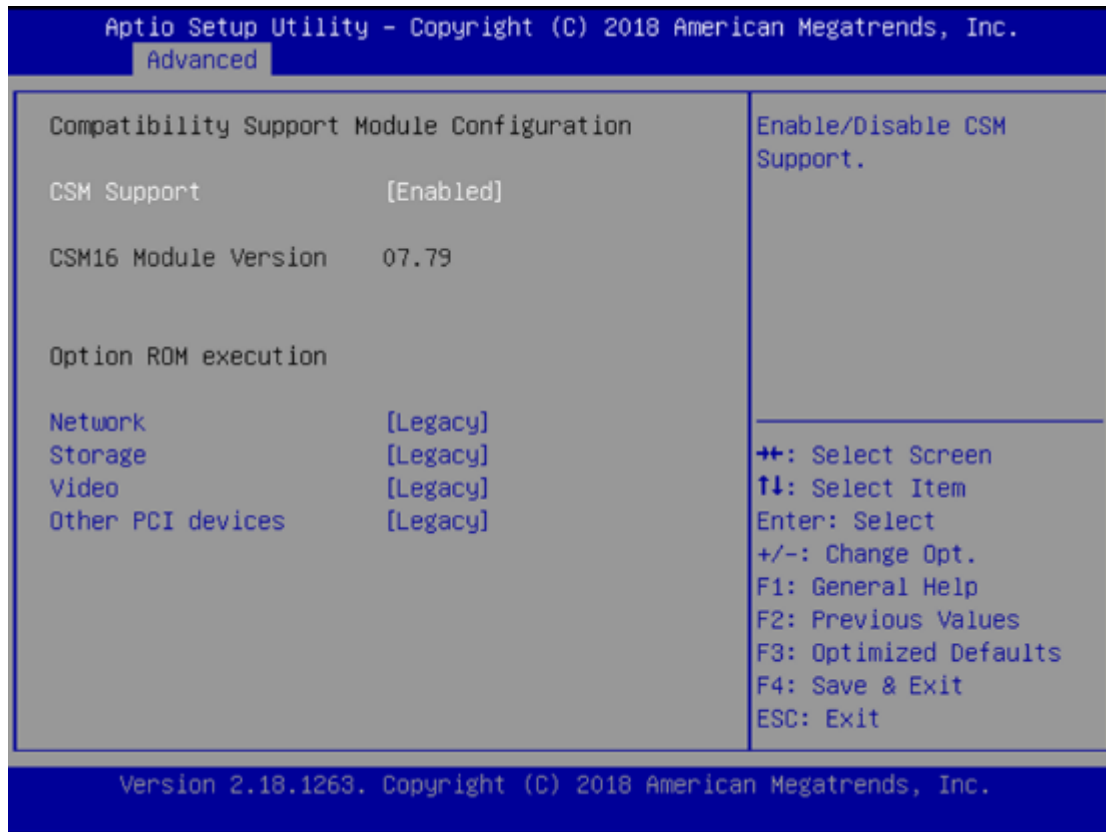 Aptio Setup Utility – Copyright (C) 2018 American Megatrends, Inc.
Advanced
Compatibility Support Module Configuration
CSM Support [Enabled]
CSM16 Module Version 07.79
Option ROM execution
Network [Legacy]
Storage [Legacy]
Video [Legacy]
Other PCI devices [Legacy]
Enable/Disable CSM
Support.
→←: Select Screen
↑↓: Select Item
Enter: Select
+/-: Change Opt.
F1: General Help
F2: Previous Values
F3: Optimized Defaults
F4: Save & Exit
ESC: Exit
Version 2.18.1263. Copyright (C) 2018 American Megatrends, Inc.